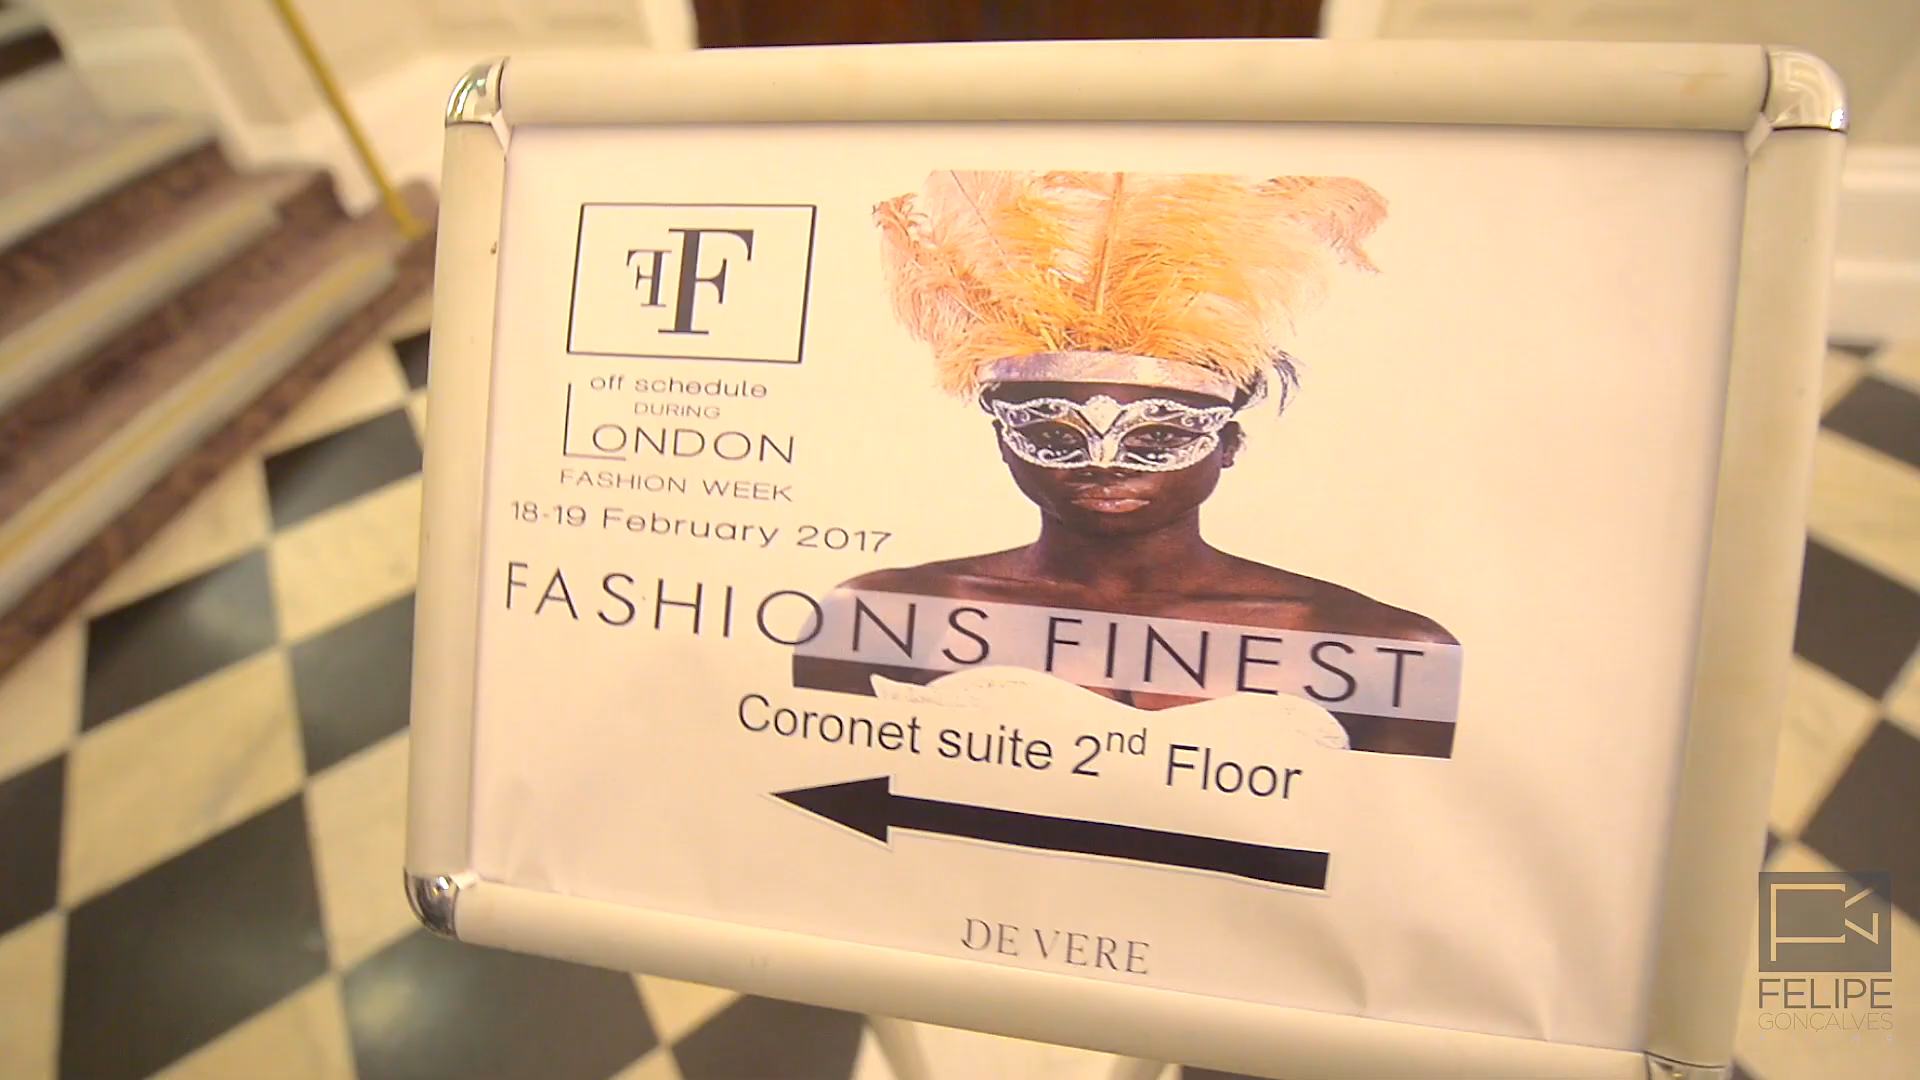 FF
off schedule
DURING
LONDON
FASHION WEEK
18-19 February 2017
FASHIONS FINEST
Coronet suite 2nd Floor
DE VERE
FELIPE
GONÇALVES